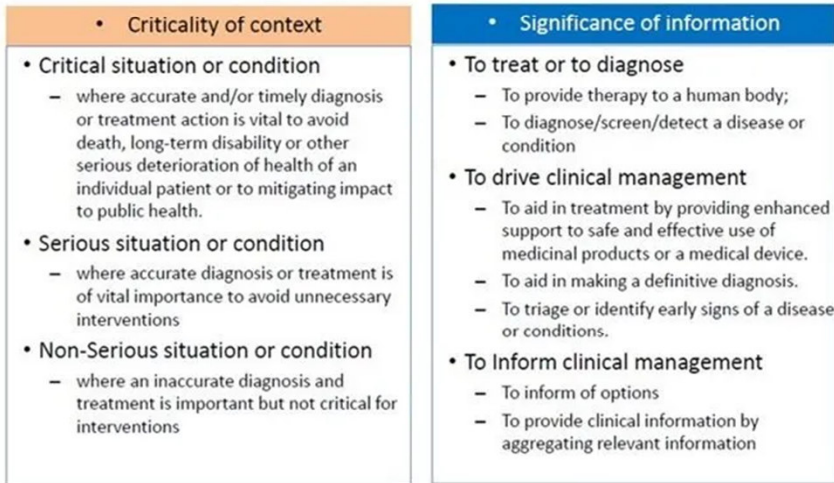 • Criticality of context
• Critical situation or condition
– where accurate and/or timely diagnosis
or treatment action is vital to avoid
death, long-term disability or other
serious deterioration of health of an
individual patient or to mitigating impact
to public health.
• Serious situation or condition
– where accurate diagnosis or treatment is
of vital importance to avoid unnecessary
interventions
• Non-Serious situation or condition
– where an inaccurate diagnosis and
treatment is important but not critical for
interventions
• Significance of information
• To treat or to diagnose
– To provide therapy to a human body;
– To diagnose/screen/detect a disease or
condition
• To drive clinical management
– To aid in treatment by providing enhanced
support to safe and effective use of
medicinal products or a medical device.
– To aid in making a definitive diagnosis.
– To triage or identify early signs of a disease
or conditions.
• To Inform clinical management
– To inform of options
– To provide clinical information by
aggregating relevant information